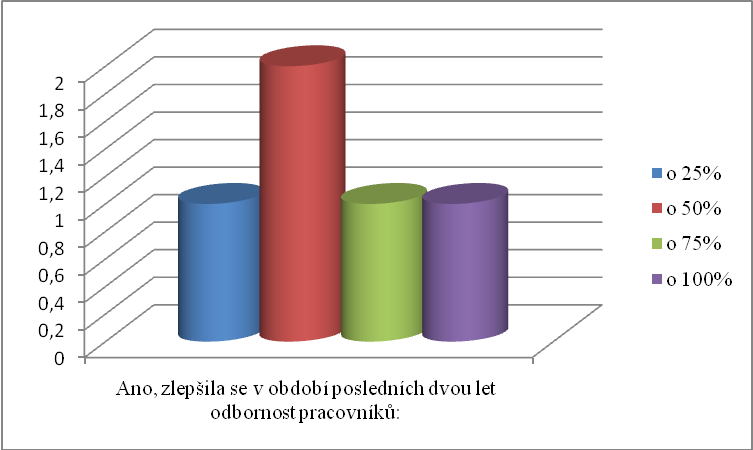 2
1,8
1,6
1,4
1,2
1
0,8
0,6
0,4
0,2
0
Ano, zlepšila se v období posledních dvou let
odbornost pracovníků:
o 25%
o 50%
o 75%
o 100%